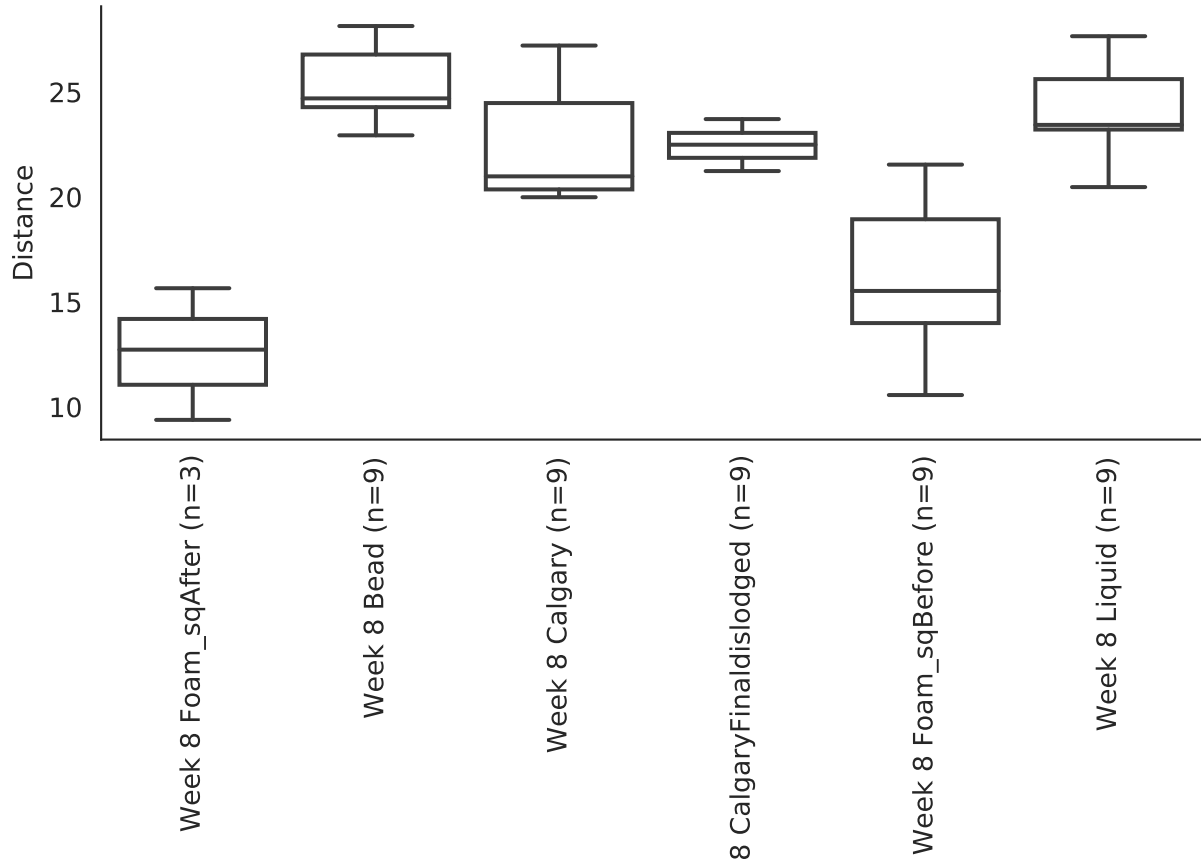 Distance
25
20
15
10
Week 8 Foam_sqAfter (n=3)
Week 8 Bead (n=9)
Week 8 Calgary (n=9)
8 CalgaryFinaldislodged (n=9)
Week 8 Foam_sqBefore (n=9)
Week 8 Liquid (n=9)